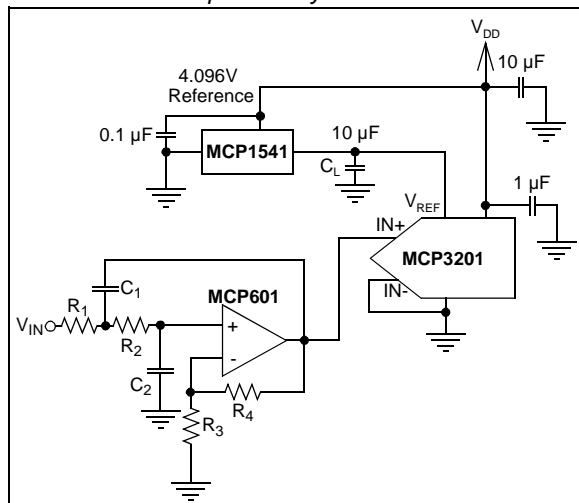 V_DD
10 µF
4.096V
Reference
0.1 µF
MCP1541
10 µF
C_L
1 µF
V_REF
IN+
MCP3201
IN-
C_1
MCP601
V_IN
R_1
R_2
+
-
C_2
R_4
R_3